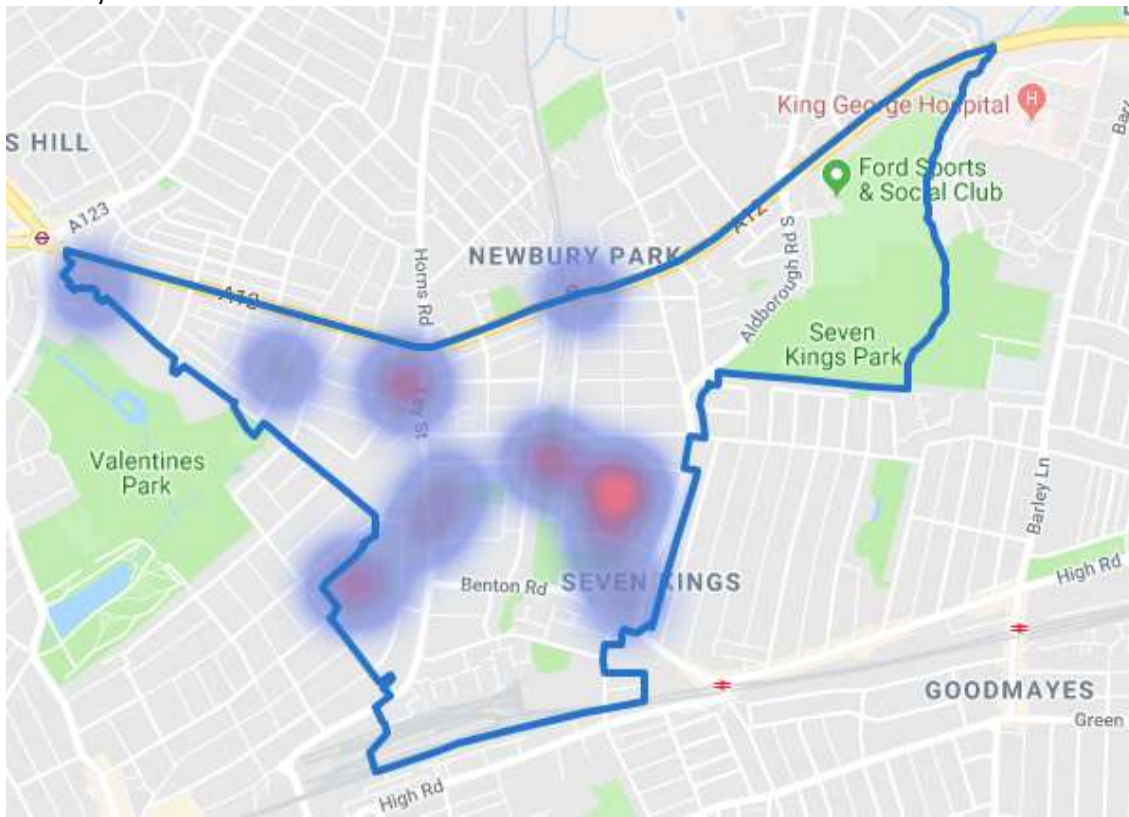 King George Hospital
H
Barl
S HILL
Ford Sports
& Social Club
A123
A12
NEWBURY PARK
Horns Rd
A12
Aldborough Rd S
Seven
Kings Park
Ley St
Valentines
Park
Barley Ln
Benton Rd
SEVEN KINGS
High Rd
GOODMAYES
Green
High Rd